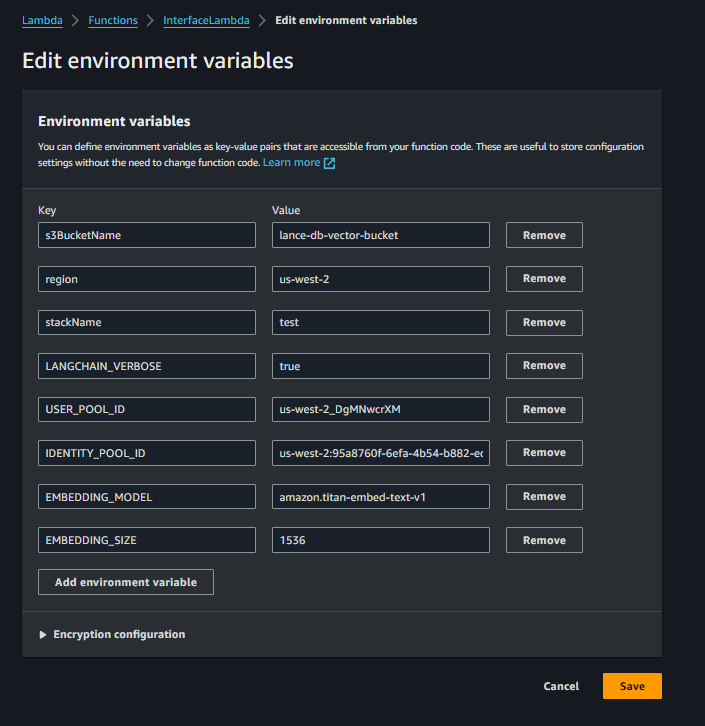 Lambda > Functions > InterfaceLambda > Edit environment variables
Edit environment variables
Environment variables
You can define environment variables as key-value pairs that are accessible from your function code. These are useful to store configuration
settings without the need to change function code. Learn more
Key Value
s3BucketName lance-db-vector-bucket Remove
region us-west-2 Remove
stackName test Remove
LANGCHAIN_VERBOSE true Remove
USER_POOL_ID us-west-2_DgMNwcrXM Remove
IDENTITY_POOL_ID us-west-2:95a8760f-6efa-4b54-b882-ec Remove
EMBEDDING_MODEL amazon.titan-embed-text-v1 Remove
EMBEDDING_SIZE 1536 Remove
Add environment variable
Encryption configuration
Cancel Save